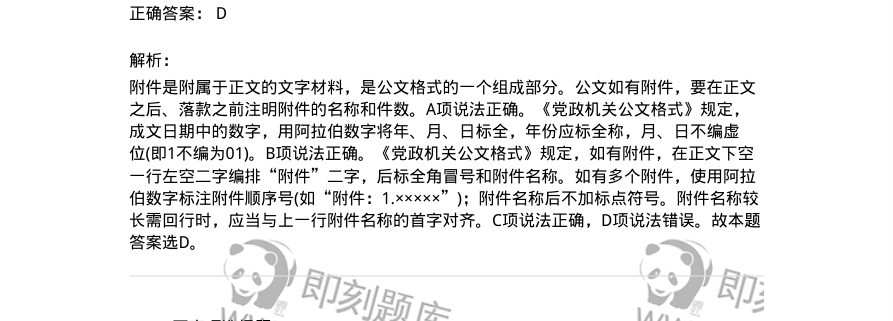 正确答案： D
解析：
附件是附属于正文的文字材料，是公文格式的一个组成部分。公文如有附件，要在正文
之后、落款之前注明附件的名称和件数。A项说法正确。《党政机关公文格式》规定，
成文日期中的数字，用阿拉伯数字将年、月、日标全，年份应标全称，月、日不编虚
位(即1不编为01)。B项说法正确。《党政机关公文格式》规定，如有附件，在正文下空
一行左空二字编排“附件”二字，后标全角冒号和附件名称。如有多个附件，使用阿拉
伯数字标注附件顺序号(如“附件：1.×××××”)；附件名称后不加标点符号。附件名称较
长需回行时，应当与上一行附件名称的首字对齐。C项说法正确，D项说法错误。故本题
答案选D。
即刻题库
即刻题